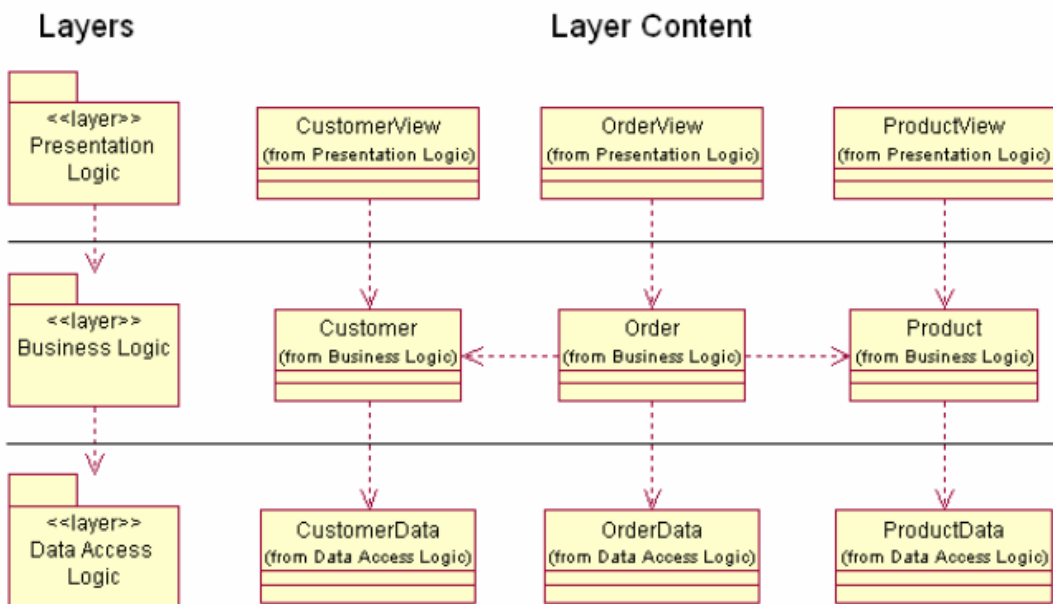 Layers
Layer Content
<<layer>>
Presentation
Logic
CustomerView
(from Presentation Logic)
OrderView
(from Presentation Logic)
ProductView
(from Presentation Logic)
<<layer>>
Business Logic
Customer
(from Business Logic)
Order
(from Business Logic)
Product
(from Business Logic)
<<layer>>
Data Access
Logic
CustomerData
(from Data Access Logic)
OrderData
(from Data Access Logic)
ProductData
(from Data Access Logic)